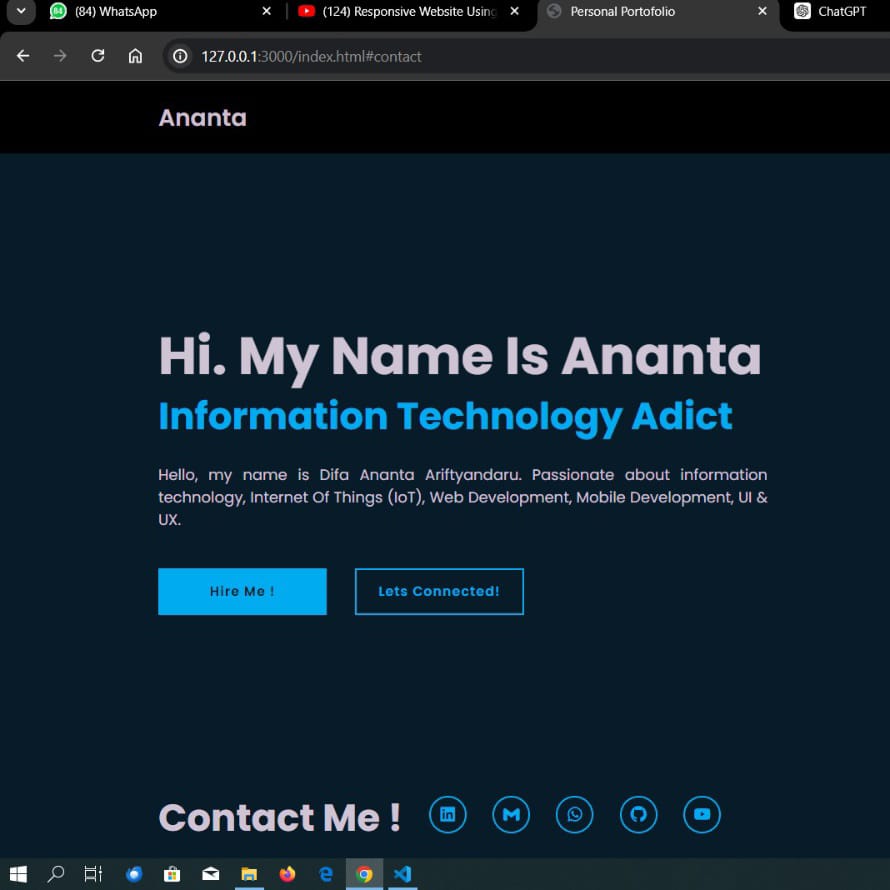 84
(84) WhatsApp
(124) Responsive Website Using
Personal Portofolio
ChatGPT
127.0.0.1:3000/index.html#contact
Ananta
Hi. My Name Is Ananta
Information Technology Adict
Hello, my name is Difa Ananta Ariftyandaru. Passionate about information
technology, Internet Of Things (IoT), Web Development, Mobile Development, UI &
UX.
Hire Me !
Lets Connected!
Contact Me !